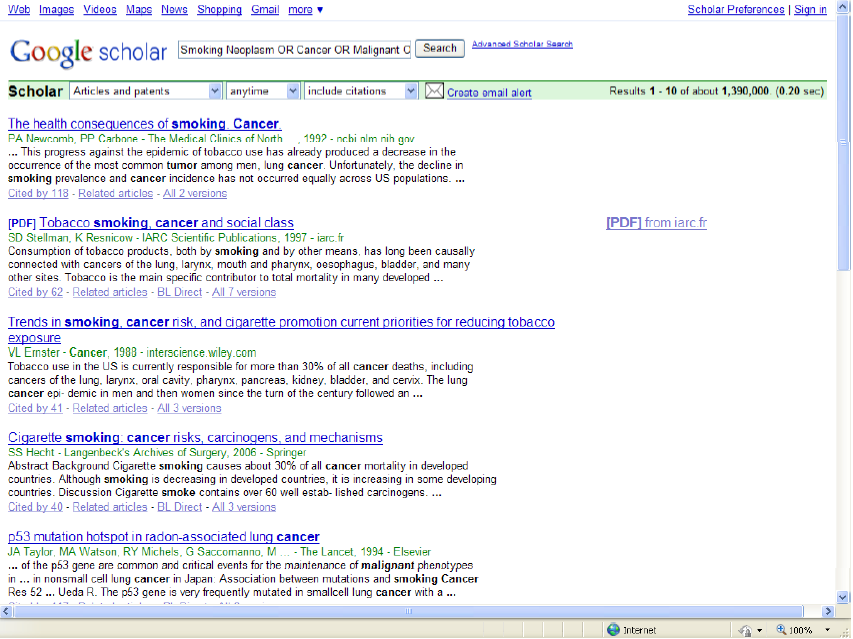 Web Images Videos Maps News Shopping Gmail more ▼ Scholar Preferences | Sign in
Google scholar Smoking Neoplasm OR Cancer OR Malignant C Search Advanced Scholar Search
Scholar Articles and patents anytime include citations Create email alert Results 1 - 10 of about 1,390,000. (0.20 sec)
The health consequences of smoking. Cancer.
PA Newcomb, PP Carbone - The Medical Clinics of North ..., 1992 - ncbi.nlm.nih.gov
... This progress against the epidemic of tobacco use has already produced a decrease in the
occurrence of the most common tumor among men, lung cancer. Unfortunately, the decline in
smoking prevalence and cancer incidence has not occurred equally across US populations. ...
Cited by 118 - Related articles - All 2 versions
[PDF] Tobacco smoking, cancer and social class [PDF] from iarc.fr
SD Stellman, K Resnicow - IARC Scientific Publications, 1997 - iarc.fr
Consumption of tobacco products, both by smoking and by other means, has long been causally
connected with cancers of the lung, larynx, mouth and pharynx, oesophagus, bladder, and many
other sites. Tobacco is the main specific contributor to total mortality in many developed ...
Cited by 62 - Related articles - BL Direct - All 7 versions
Trends in smoking, cancer risk, and cigarette promotion current priorities for reducing tobacco
exposure
VL Ernster - Cancer, 1988 - interscience.wiley.com
Tobacco use in the US is currently responsible for more than 30% of all cancer deaths, including
cancers of the lung, larynx, oral cavity, pharynx, pancreas, kidney, bladder, and cervix. The lung
cancer epi- demic in men and then women since the turn of the century followed an ...
Cited by 41 - Related articles - All 3 versions
Cigarette smoking: cancer risks, carcinogens, and mechanisms
SS Hecht - Langenbeck's Archives of Surgery, 2006 - Springer
Abstract Background Cigarette smoking causes about 30% of all cancer mortality in developed
countries. Although smoking is decreasing in developed countries, it is increasing in some developing
countries. Discussion Cigarette smoke contains over 60 well estab- lished carcinogens. ...
Cited by 40 - Related articles - BL Direct - All 3 versions
p53 mutation hotspot in radon-associated lung cancer
JA Taylor, MA Watson, RY Michels, G Saccomanno, M ... - The Lancet, 1994 - Elsevier
... of the p53 gene are common and critical events for the maintenance of malignant phenotypes
in ... in nonsmall cell lung cancer in Japan: Association between mutations and smoking Cancer
Res 52 ... Ueda R. The p53 gene is very frequently mutated in smallcell lung cancer with a ...
Internet 100%